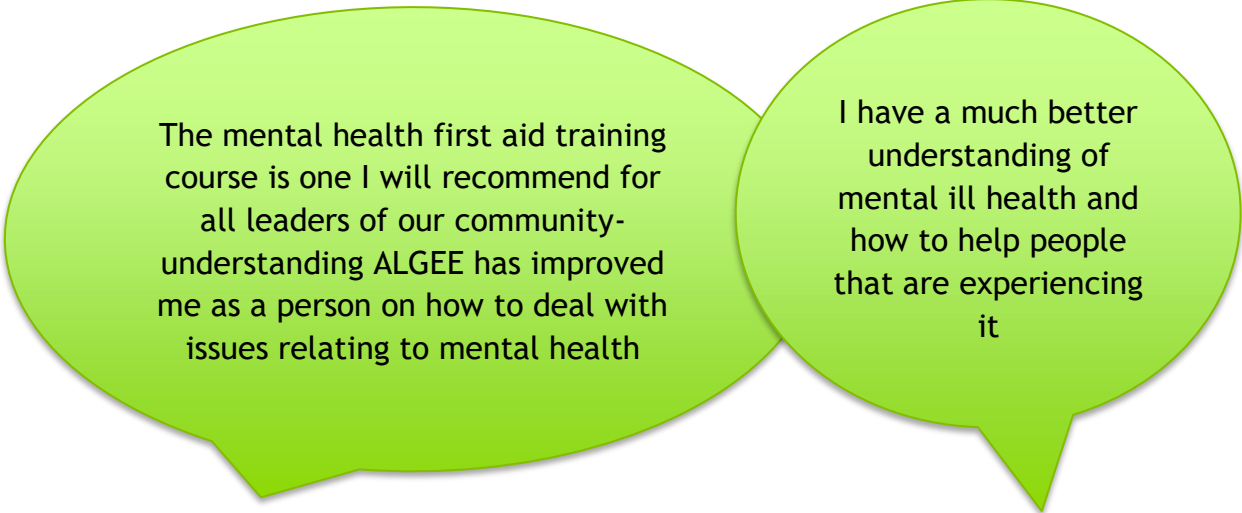 The mental health first aid training
course is one I will recommend for
all leaders of our community-
understanding ALGEE has improved
me as a person on how to deal with
issues relating to mental health
I have a much better
understanding of
mental ill health and
how to help people
that are experiencing
it